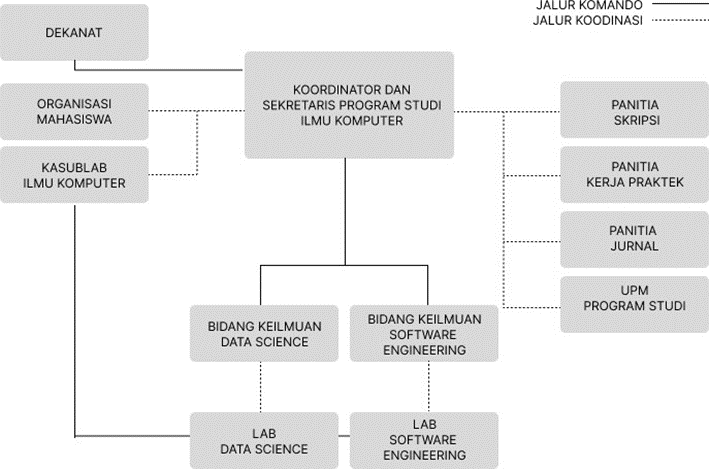 JALUR KOMANDO
JALUR KOODINASI
DEKANAT
KOORDINATOR DAN
SEKRETARIS PROGRAM STUDI
ILMU KOMPUTER
ORGANISASI
MAHASISWA
KASUBLAB
ILMU KOMPUTER
PANITIA
SKRIPSI
PANITIA
KERJA PRAKTEK
PANITIA
JURNAL
UPM
PROGRAM STUDI
BIDANG KEILMUAN
DATA SCIENCE
BIDANG KEILMUAN
SOFTWARE
ENGINEERING
LAB
DATA SCIENCE
LAB
SOFTWARE
ENGINEERING